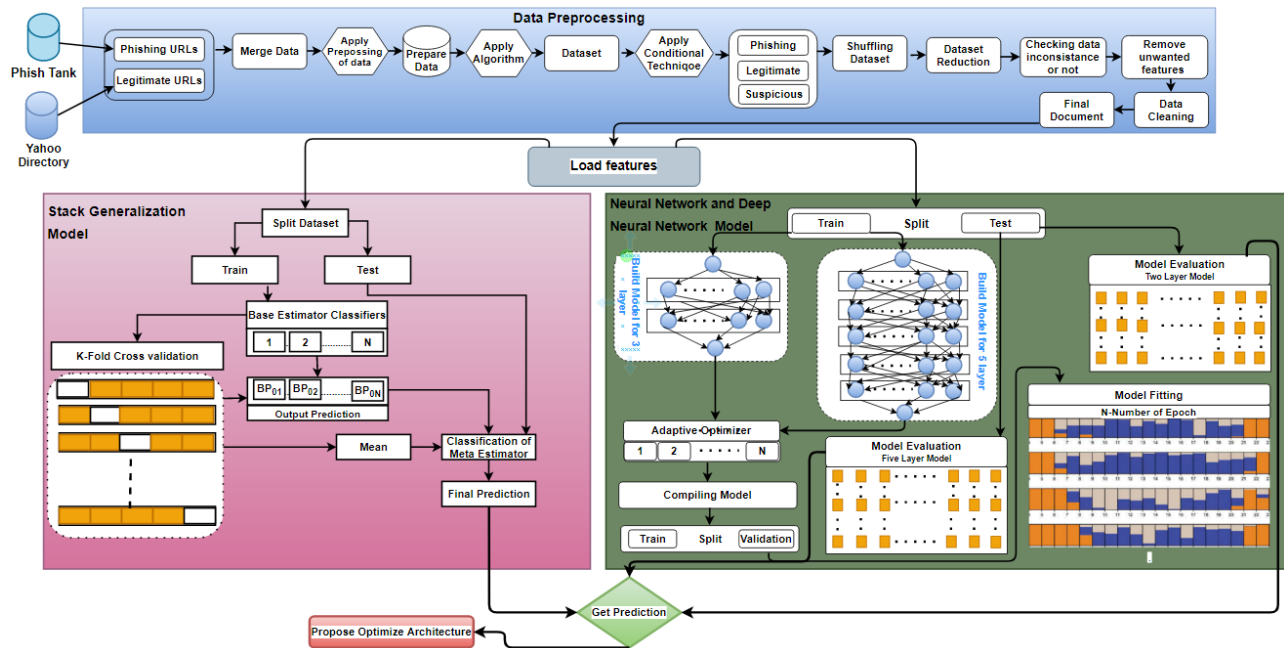 Data Preprocessing
Phish Tank
Yahoo
Directory
Phishing URLs
Legitimate URLs
Merge Data
Apply
Prepossing
of data
Prepare
Data
Apply
Algorithm
Dataset
Apply
Conditional
Techniqoe
Phishing
Legitimate
Suspicious
Shuffling
Dataset
Dataset
Reduction
Checking data
inconsistance
or not
Remove
unwanted
features
Data
Cleaning
Final
Document
Load features
Stack Generalization
Model
Split Dataset
Train
Test
Base Estimator Classifiers
1 2 ........... N
K-Fold Cross validation
BP01 BP02 ........... BP0N
Output Prediction
Mean
Classification of
Meta Estimator
Final Prediction
Neural Network and Deep
Neural Network Model
Train Split Test
Build Model for 3
layer
Build Model for 5 layer
Model Evaluation
Two Layer Model
Adaptive Optimizer
1 2 ..... N
Compiling Model
Train Split Validation
Model Evaluation
Five Layer Model
Model Fitting
N-Number of Epoch
Get Prediction
Propose Optimize Architecture